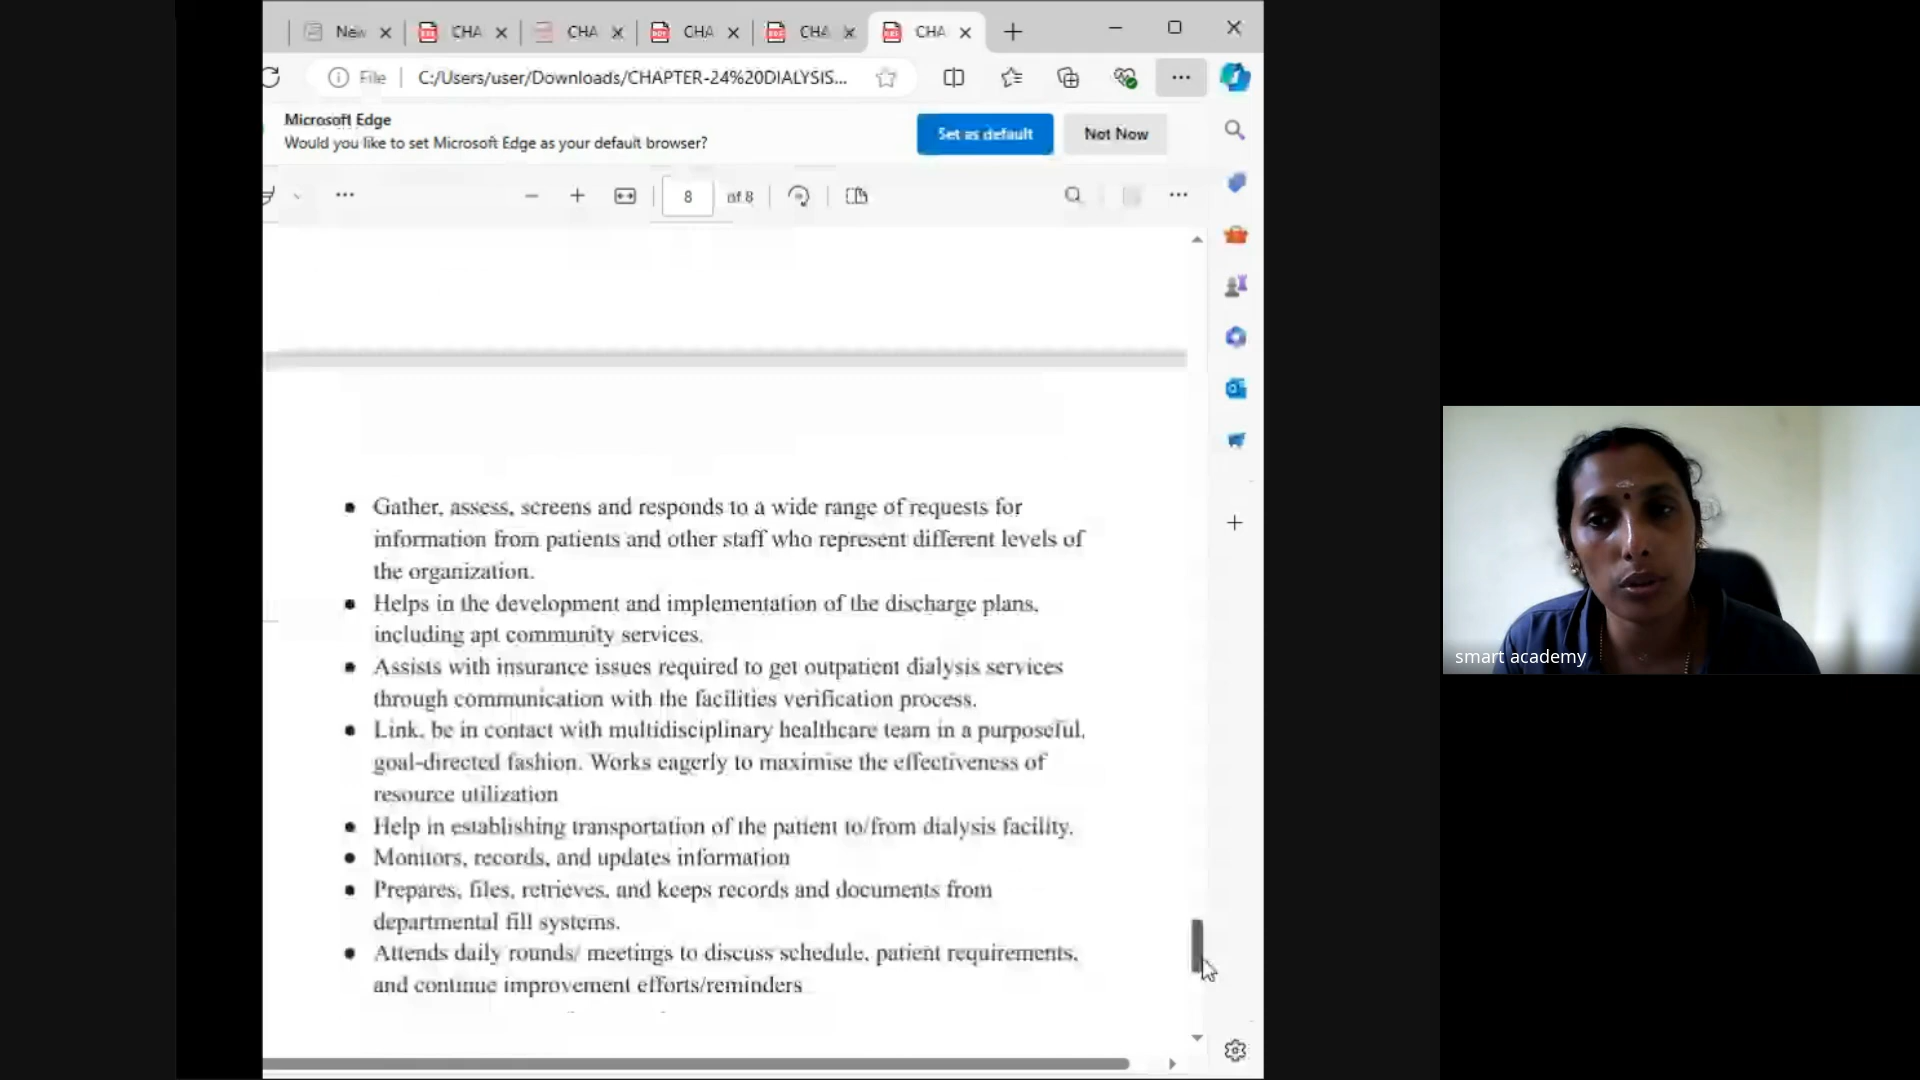 New
CHA
CHA
CHA
CHA
CHA
File
C:/Users/user/Downloads/CHAPTER-24%20DIALYSIS...
Microsoft Edge
Would you like to set Microsoft Edge as your default browser?
Set as default
Not Now
8 of 8
• Gather, assess, screens and responds to a wide range of requests for
information from patients and other staff who represent different levels of
the organization.
• Helps in the development and implementation of the discharge plans,
including apt community services.
• Assists with insurance issues required to get outpatient dialysis services
through communication with the facilities verification process.
• Link, be in contact with multidisciplinary healthcare team in a purposeful,
goal-directed fashion. Works eagerly to maximise the effectiveness of
resource utilization
• Help in establishing transportation of the patient to/from dialysis facility.
• Monitors, records, and updates information
• Prepares, files, retrieves, and keeps records and documents from
departmental fill systems.
• Attends daily rounds/ meetings to discuss schedule, patient requirements,
and continue improvement efforts/reminders
smart academy